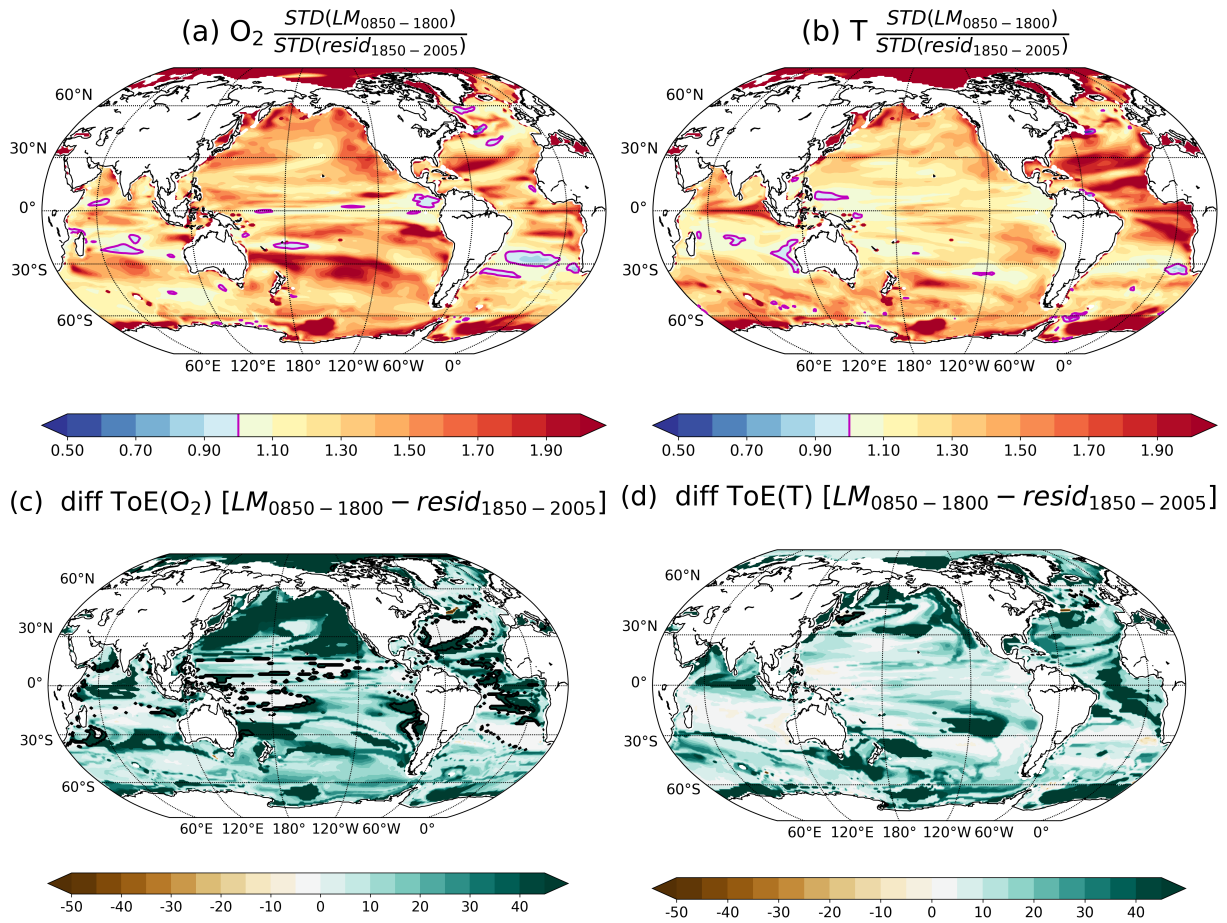 (a) O₂ STD(LM₀₈₅₀₋₁₈₀₀) / STD(resid₁₈₅₀₋₂₀₀₅)
(b) T STD(LM₀₈₅₀₋₁₈₀₀) / STD(resid₁₈₅₀₋₂₀₀₅)
60°N
30°N
0°
30°S
60°S
60°E 120°E 180° 120°W 60°W 0°
60°N
30°N
0°
30°S
60°S
60°E 120°E 180° 120°W 60°W 0°
0.50 0.70 0.90 1.10 1.30 1.50 1.70 1.90
0.50 0.70 0.90 1.10 1.30 1.50 1.70 1.90
(c) diff ToE(O₂) [LM₀₈₅₀₋₁₈₀₀ − resid₁₈₅₀₋₂₀₀₅]
(d) diff ToE(T) [LM₀₈₅₀₋₁₈₀₀ − resid₁₈₅₀₋₂₀₀₅]
60°N
30°N
0°
30°S
60°S
60°E 120°E 180° 120°W 60°W 0°
60°N
30°N
0°
30°S
60°S
60°E 120°E 180° 120°W 60°W 0°
-50 -40 -30 -20 -10 0 10 20 30 40
-50 -40 -30 -20 -10 0 10 20 30 40